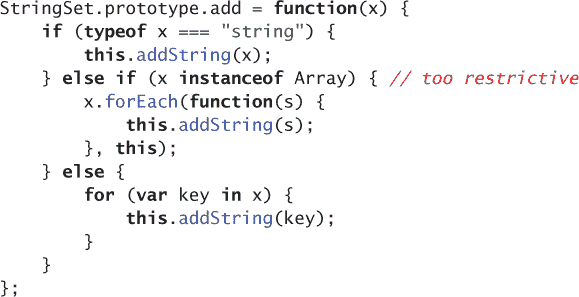 StringSet.prototype.add = function(x) {
    if (typeof x === "string") {
        this.addString(x);
    } else if (x instanceof Array) { // too restrictive
        x.forEach(function(s) {
            this.addString(s);
        }, this);
    } else {
        for (var key in x) {
            this.addString(key);
        }
    }
};